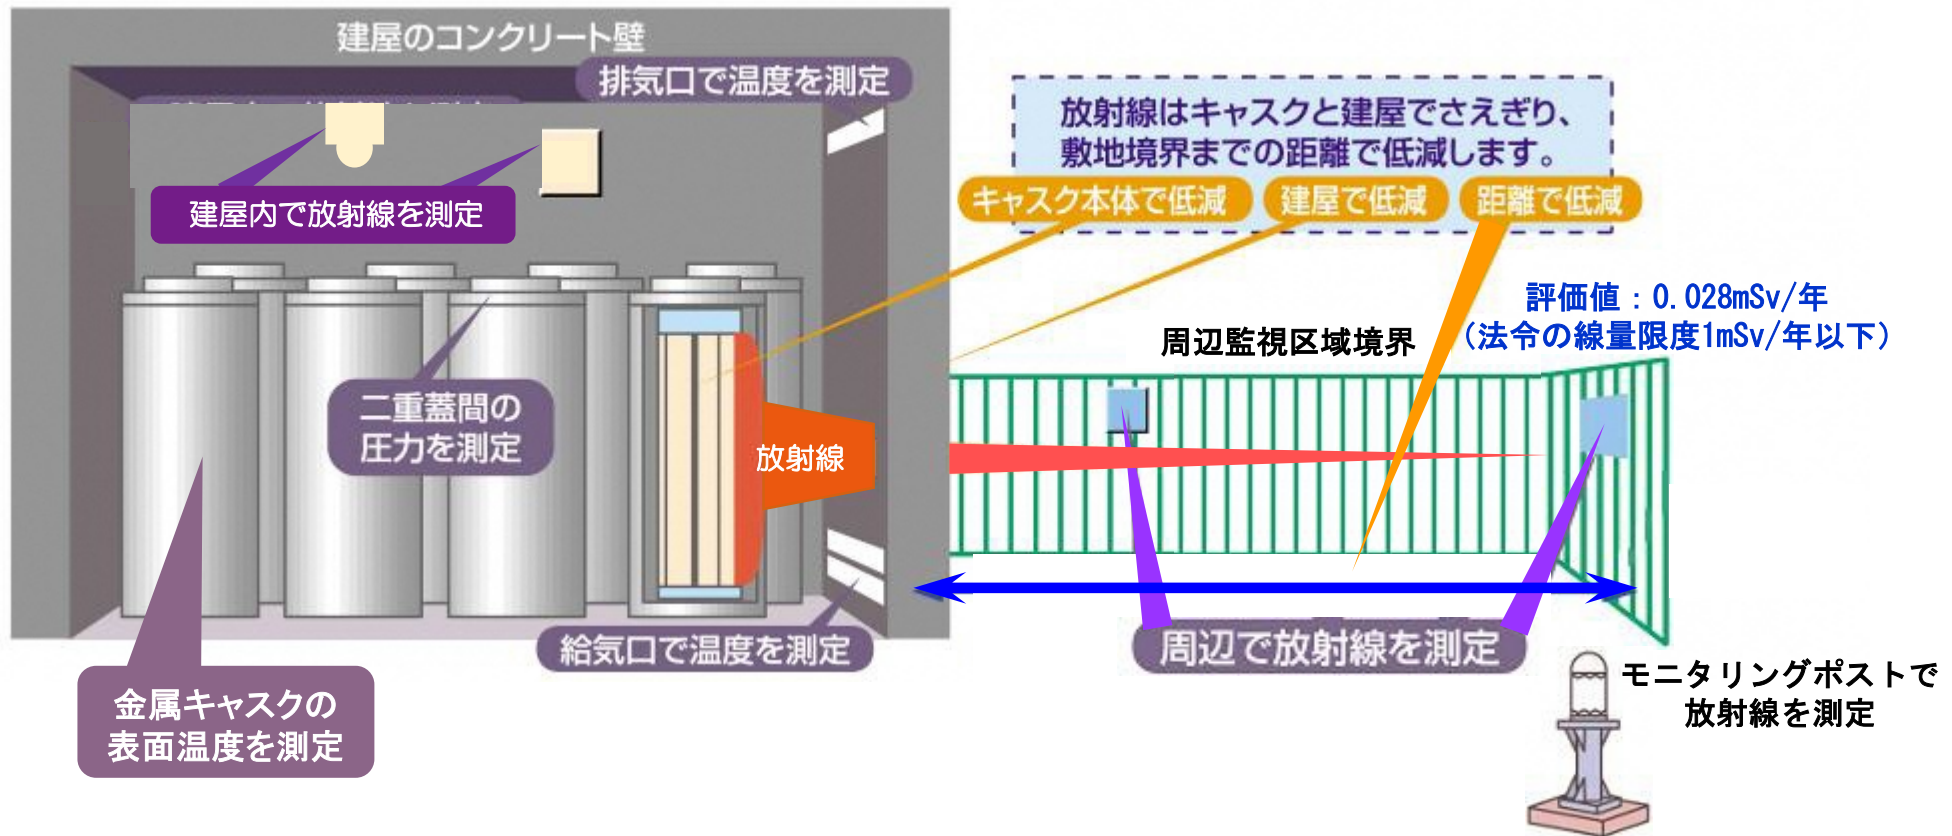 建屋のコンクリート壁
排気口で温度を測定
建屋内で放射線を測定
放射線はキャスクと建屋でさえぎり、
敷地境界までの距離で低減します。
キャスク本体で低減
建屋で低減
距離で低減
評価値：0.028mSv/年
（法令の線量限度1mSv/年以下）
周辺監視区域境界
二重蓋間の
圧力を測定
放射線
給気口で温度を測定
周辺で放射線を測定
金属キャスクの
表面温度を測定
モニタリングポストで
放射線を測定